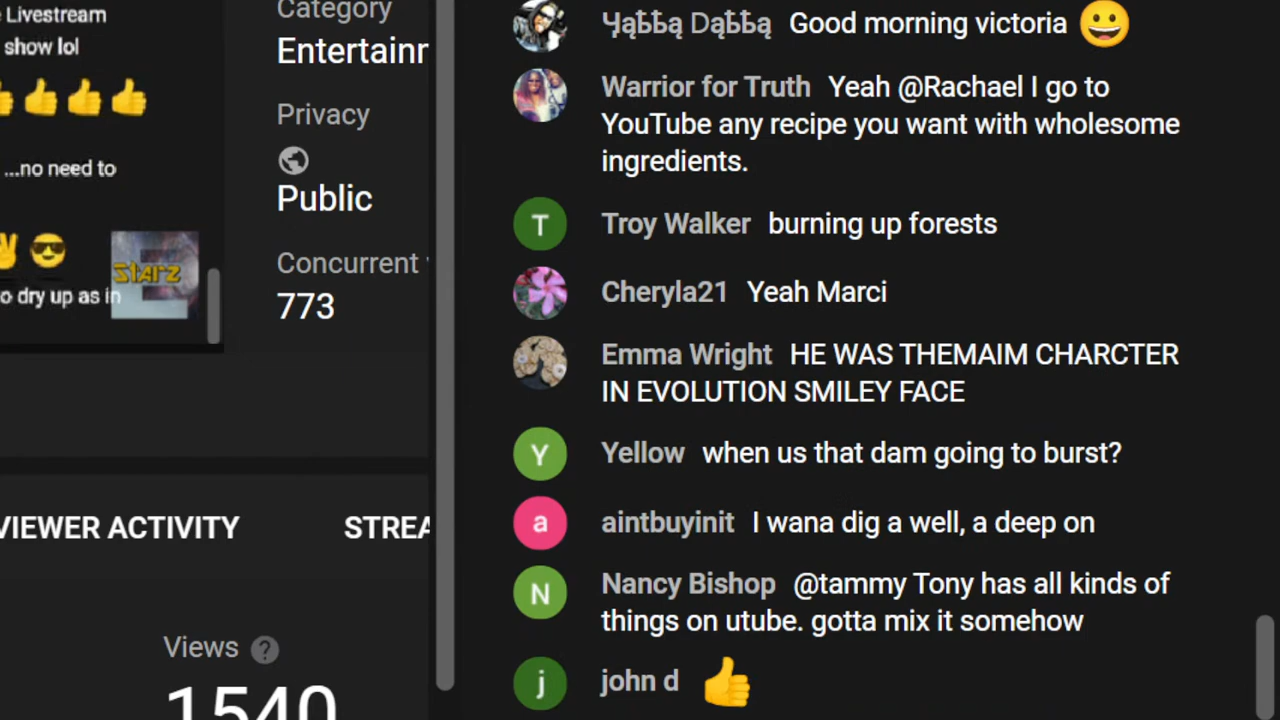 Livestream
show lol
...no need to
o dry up as in
STARZ
Category
Entertainr
Privacy
Public
Concurrent
773
VIEWER ACTIVITY
STREA
Views ?
1540
Ⴗąƀƀą Dąƀƀą Good morning victoria 😀
Warrior for Truth Yeah @Rachael I go to
YouTube any recipe you want with wholesome
ingredients.
T Troy Walker burning up forests
Cheryla21 Yeah Marci
Emma Wright HE WAS THEMAIM CHARCTER
IN EVOLUTION SMILEY FACE
Y Yellow when us that dam going to burst?
a aintbuyinit I wana dig a well, a deep on
N Nancy Bishop @tammy Tony has all kinds of
things on utube. gotta mix it somehow
j john d 👍